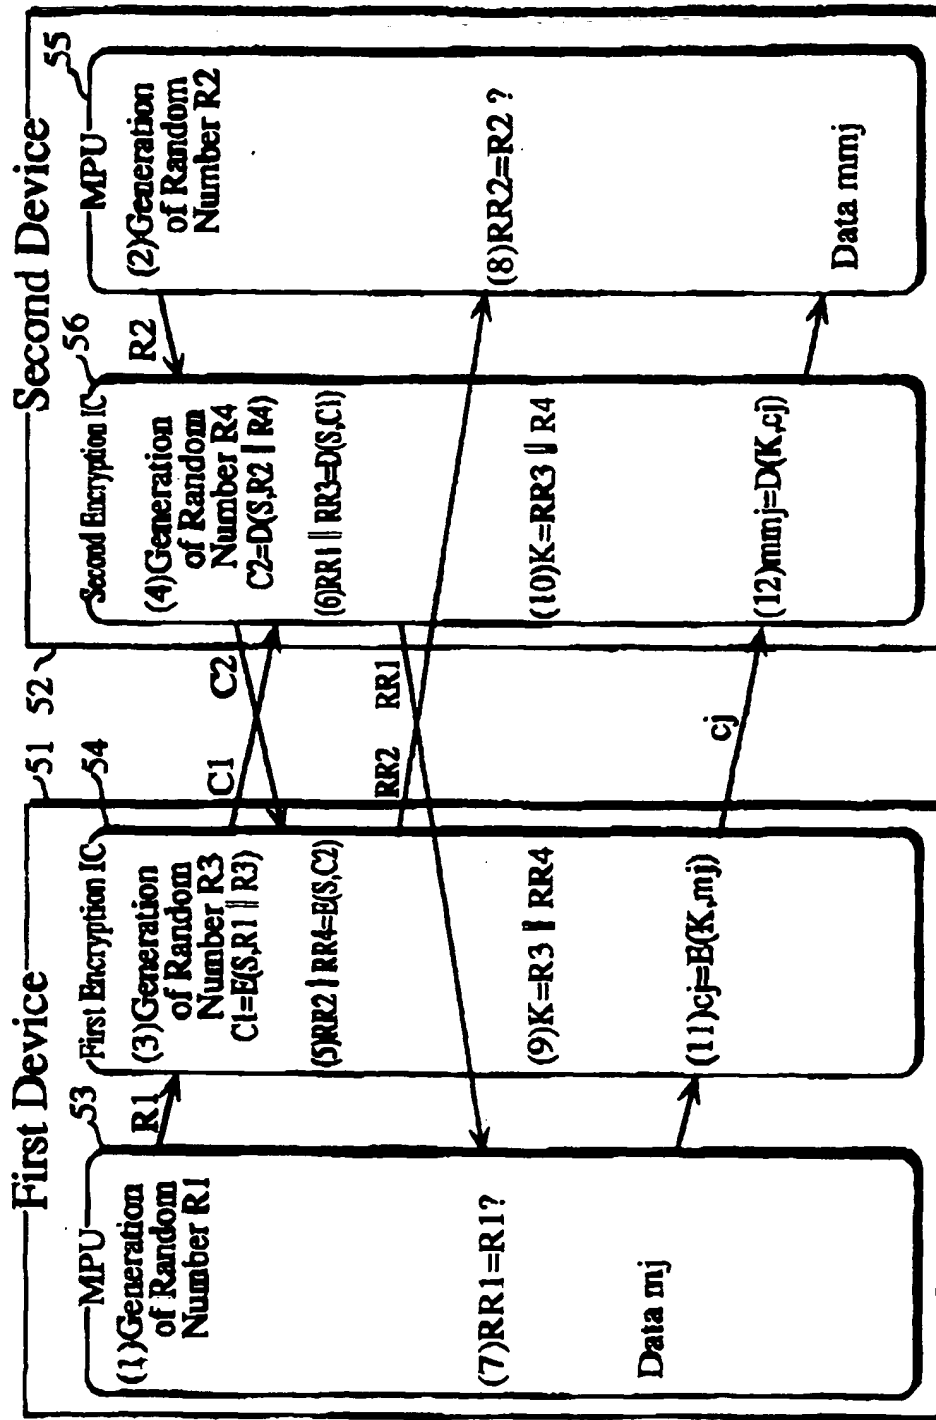 First Device
51
MPU
53
(1)Generation
of Random
Number R1
R1
(7)RR1=R1?
Data mj
First Encryption IC
54
(3)Generation
of Random
Number R3
C1=E(S,R1 || R3)
(5)RR2 || RR4=E(S,C2)
(9)K=R3 || RR4
(11)cj=E(K,mj)
C1
C2
RR2
RR1
cj
Second Device
52
Second Encryption IC
56
(4)Generation
of Random
Number R4
C2=D(S,R2 || R4)
(6)RR1 || RR3=D(S,C1)
(10)K=RR3 || R4
(12)mmj=D(K,cj)
R2
MPU
55
(2)Generation
of Random
Number R2
(8)RR2=R2 ?
Data mmj